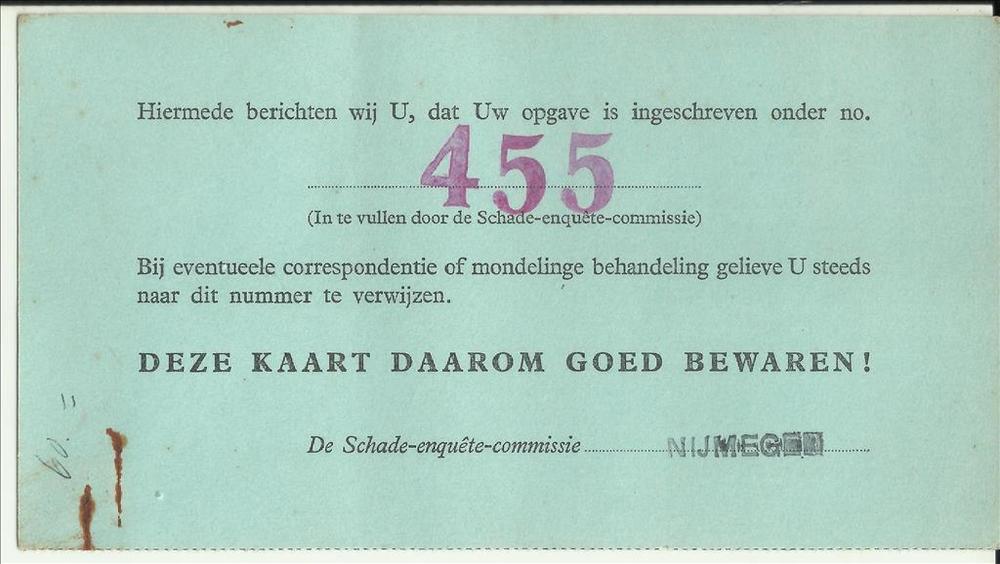 Hiermede berichten wij U, dat Uw opgave is ingeschreven onder no.
455
(In te vullen door de Schade-enquête-commissie)
Bij eventueele correspondentie of mondelinge behandeling gelieve U steeds
naar dit nummer te verwijzen.
DEZE KAART DAAROM GOED BEWAREN!
De Schade-enquête-commissie NIJMEGEN
60.=